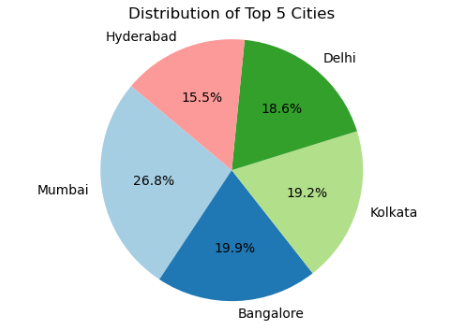 Distribution of Top 5 Cities
Hyderabad
Delhi
15.5%
18.6%
Mumbai
26.8%
19.2%
Kolkata
19.9%
Bangalore